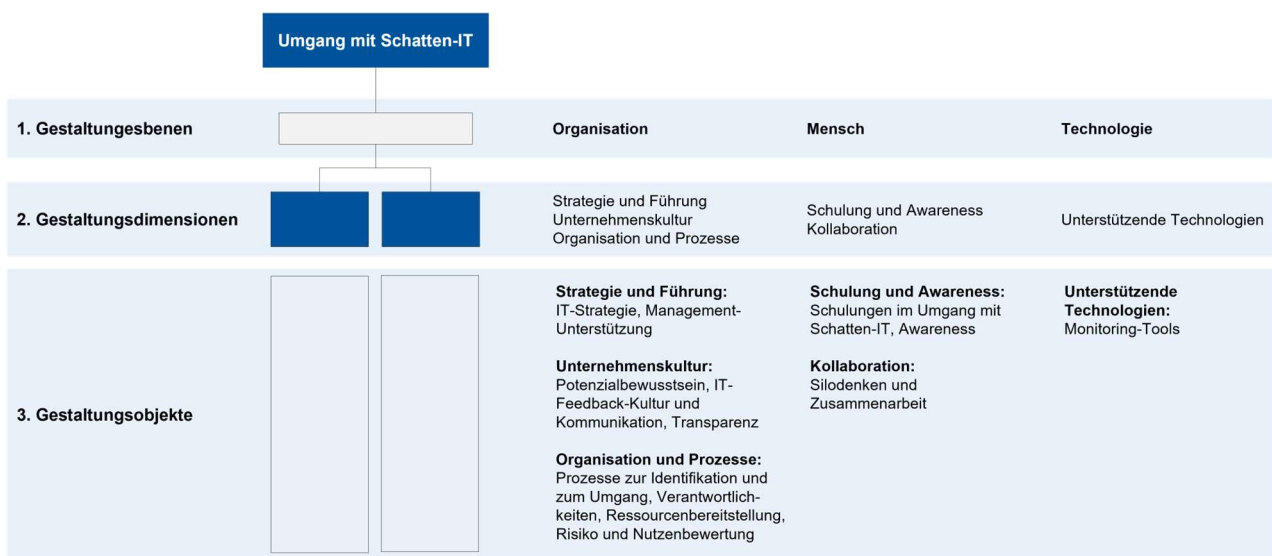 Umgang mit Schatten-IT
1. Gestaltungesbenen
Organisation
Mensch
Technologie
2. Gestaltungsdimensionen
Strategie und Führung
Unternehmenskultur
Organisation und Prozesse
Schulung und Awareness
Kollaboration
Unterstützende Technologien
3. Gestaltungsobjekte
Strategie und Führung:
IT-Strategie, Management-
Unterstützung
Unternehmenskultur:
Potenzialbewusstsein, IT-
Feedback-Kultur und
Kommunikation, Transparenz
Organisation und Prozesse:
Prozesse zur Identifikation und
zum Umgang, Verantwortlich-
keiten, Ressourcenbereitstellung,
Risiko und Nutzenbewertung
Schulung und Awareness:
Schulungen im Umgang mit
Schatten-IT, Awareness
Kollaboration:
Silodenken und
Zusammenarbeit
Unterstützende
Technologien:
Monitoring-Tools